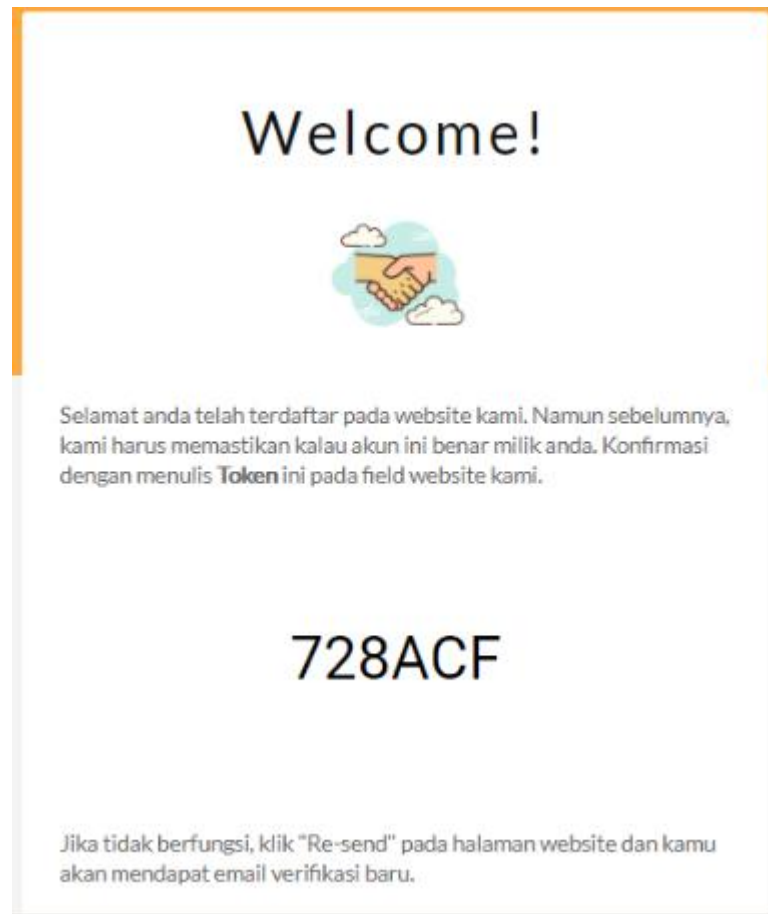 Welcome!
Selamat anda telah terdaftar pada website kami. Namun sebelumnya,
kami harus memastikan kalau akun ini benar milik anda. Konfirmasi
dengan menulis Token ini pada field website kami.
728ACF
Jika tidak berfungsi, klik "Re-send" pada halaman website dan kamu
akan mendapat email verifikasi baru.